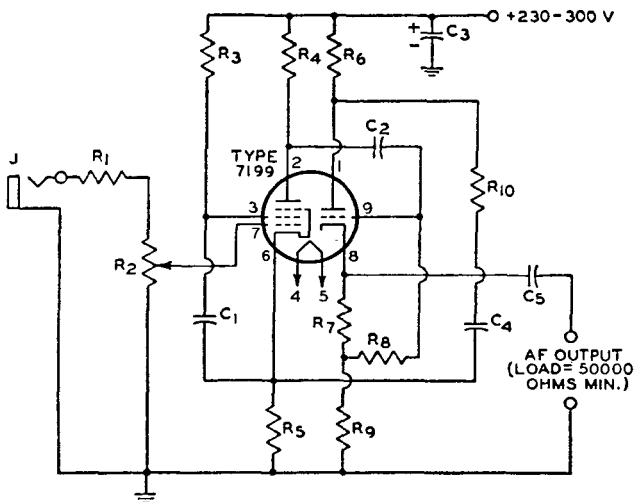 +230-300 V
R3
R4
R6
+
-
C3
C2
TYPE
7199
2
1
J
R1
R10
3
7
9
6
8
R2
4
5
C5
C1
R7
R8
C4
AF OUTPUT
(LOAD=50000
OHMS MIN.)
R5
R9